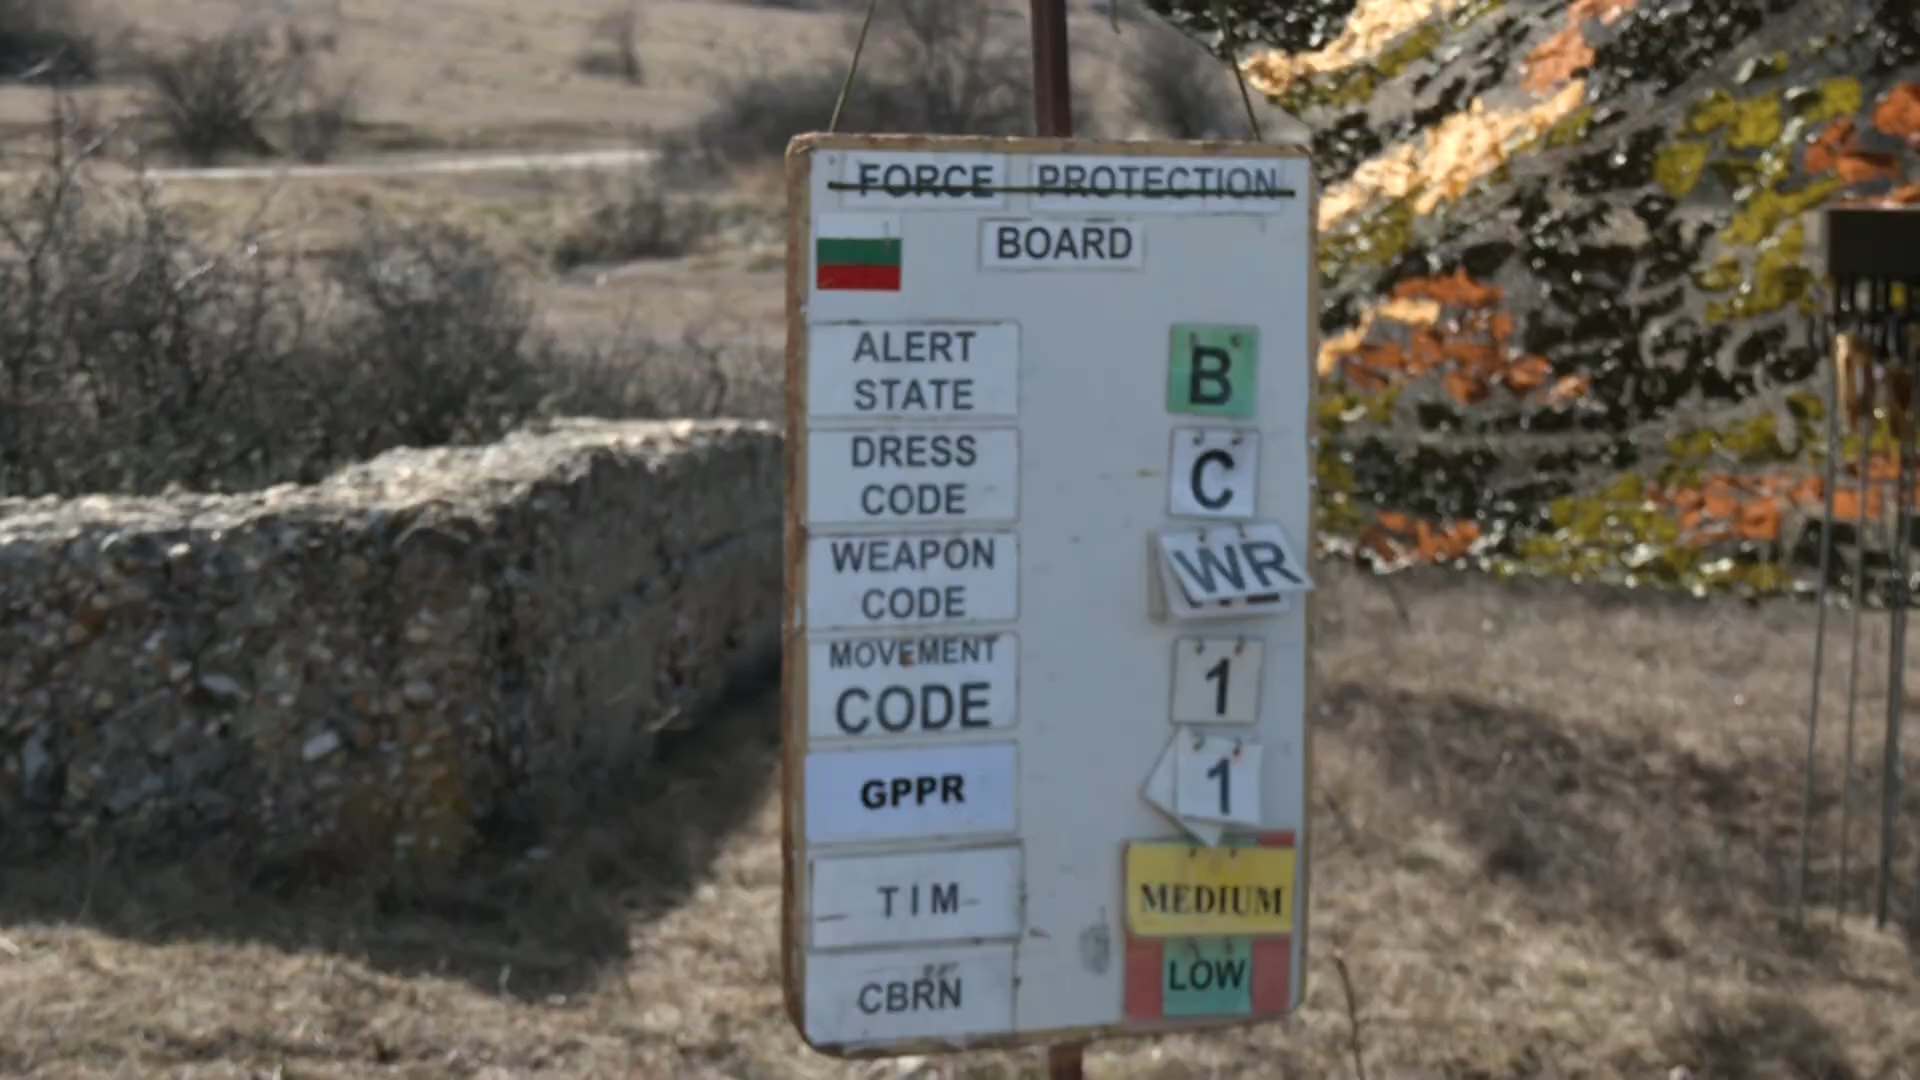 FORCE PROTECTION
BOARD
ALERT STATE B
DRESS CODE C
WEAPON CODE WR
MOVEMENT CODE 1
GPPR 1
TIM MEDIUM
CBRN LOW